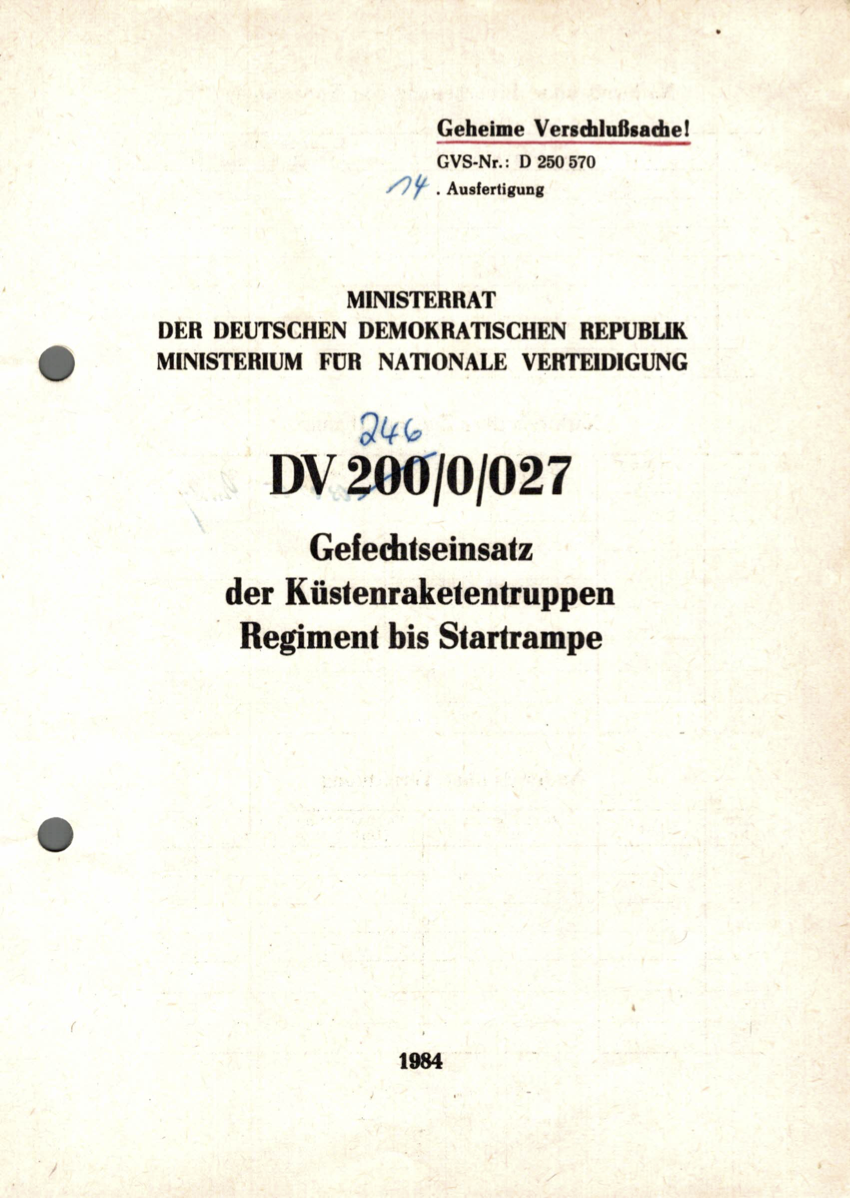 Geheime Verschlußsache!
GVS-Nr.: D 250 570
14 . Ausfertigung
MINISTERRAT
DER DEUTSCHEN DEMOKRATISCHEN REPUBLIK
MINISTERIUM FÜR NATIONALE VERTEIDIGUNG
246
DV 200/0/027
Gefechtseinsatz
der Küstenraketentruppen
Regiment bis Startrampe
1984